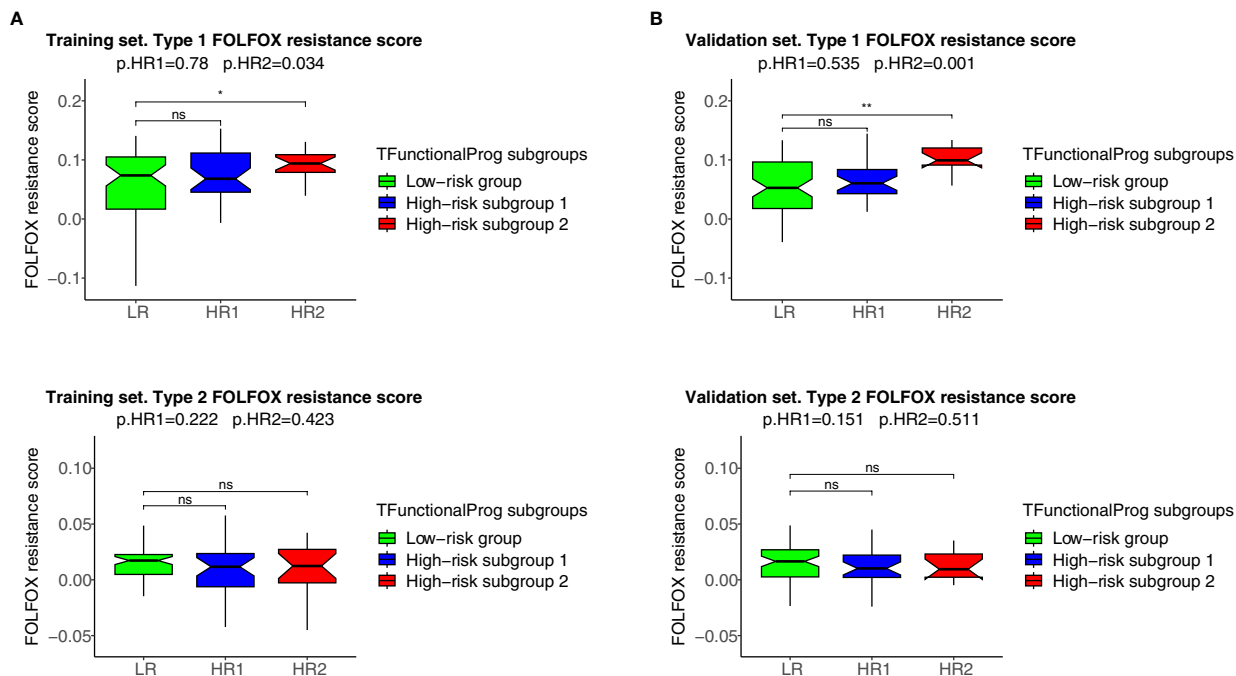 A
Training set. Type 1 FOLFOX resistance score
p.HR1=0.78 p.HR2=0.034
FOLFOX resistance score
0.2
0.1
0.0
−0.1
*
ns
LR HR1 HR2
TFunctionalProg subgroups
Low−risk group
High−risk subgroup 1
High−risk subgroup 2
B
Validation set. Type 1 FOLFOX resistance score
p.HR1=0.535 p.HR2=0.001
FOLFOX resistance score
0.2
0.1
0.0
−0.1
**
ns
LR HR1 HR2
TFunctionalProg subgroups
Low−risk group
High−risk subgroup 1
High−risk subgroup 2
Training set. Type 2 FOLFOX resistance score
p.HR1=0.222 p.HR2=0.423
FOLFOX resistance score
0.10
0.05
0.00
−0.05
ns
ns
LR HR1 HR2
TFunctionalProg subgroups
Low−risk group
High−risk subgroup 1
High−risk subgroup 2
Validation set. Type 2 FOLFOX resistance score
p.HR1=0.151 p.HR2=0.511
FOLFOX resistance score
0.10
0.05
0.00
−0.05
ns
ns
LR HR1 HR2
TFunctionalProg subgroups
Low−risk group
High−risk subgroup 1
High−risk subgroup 2